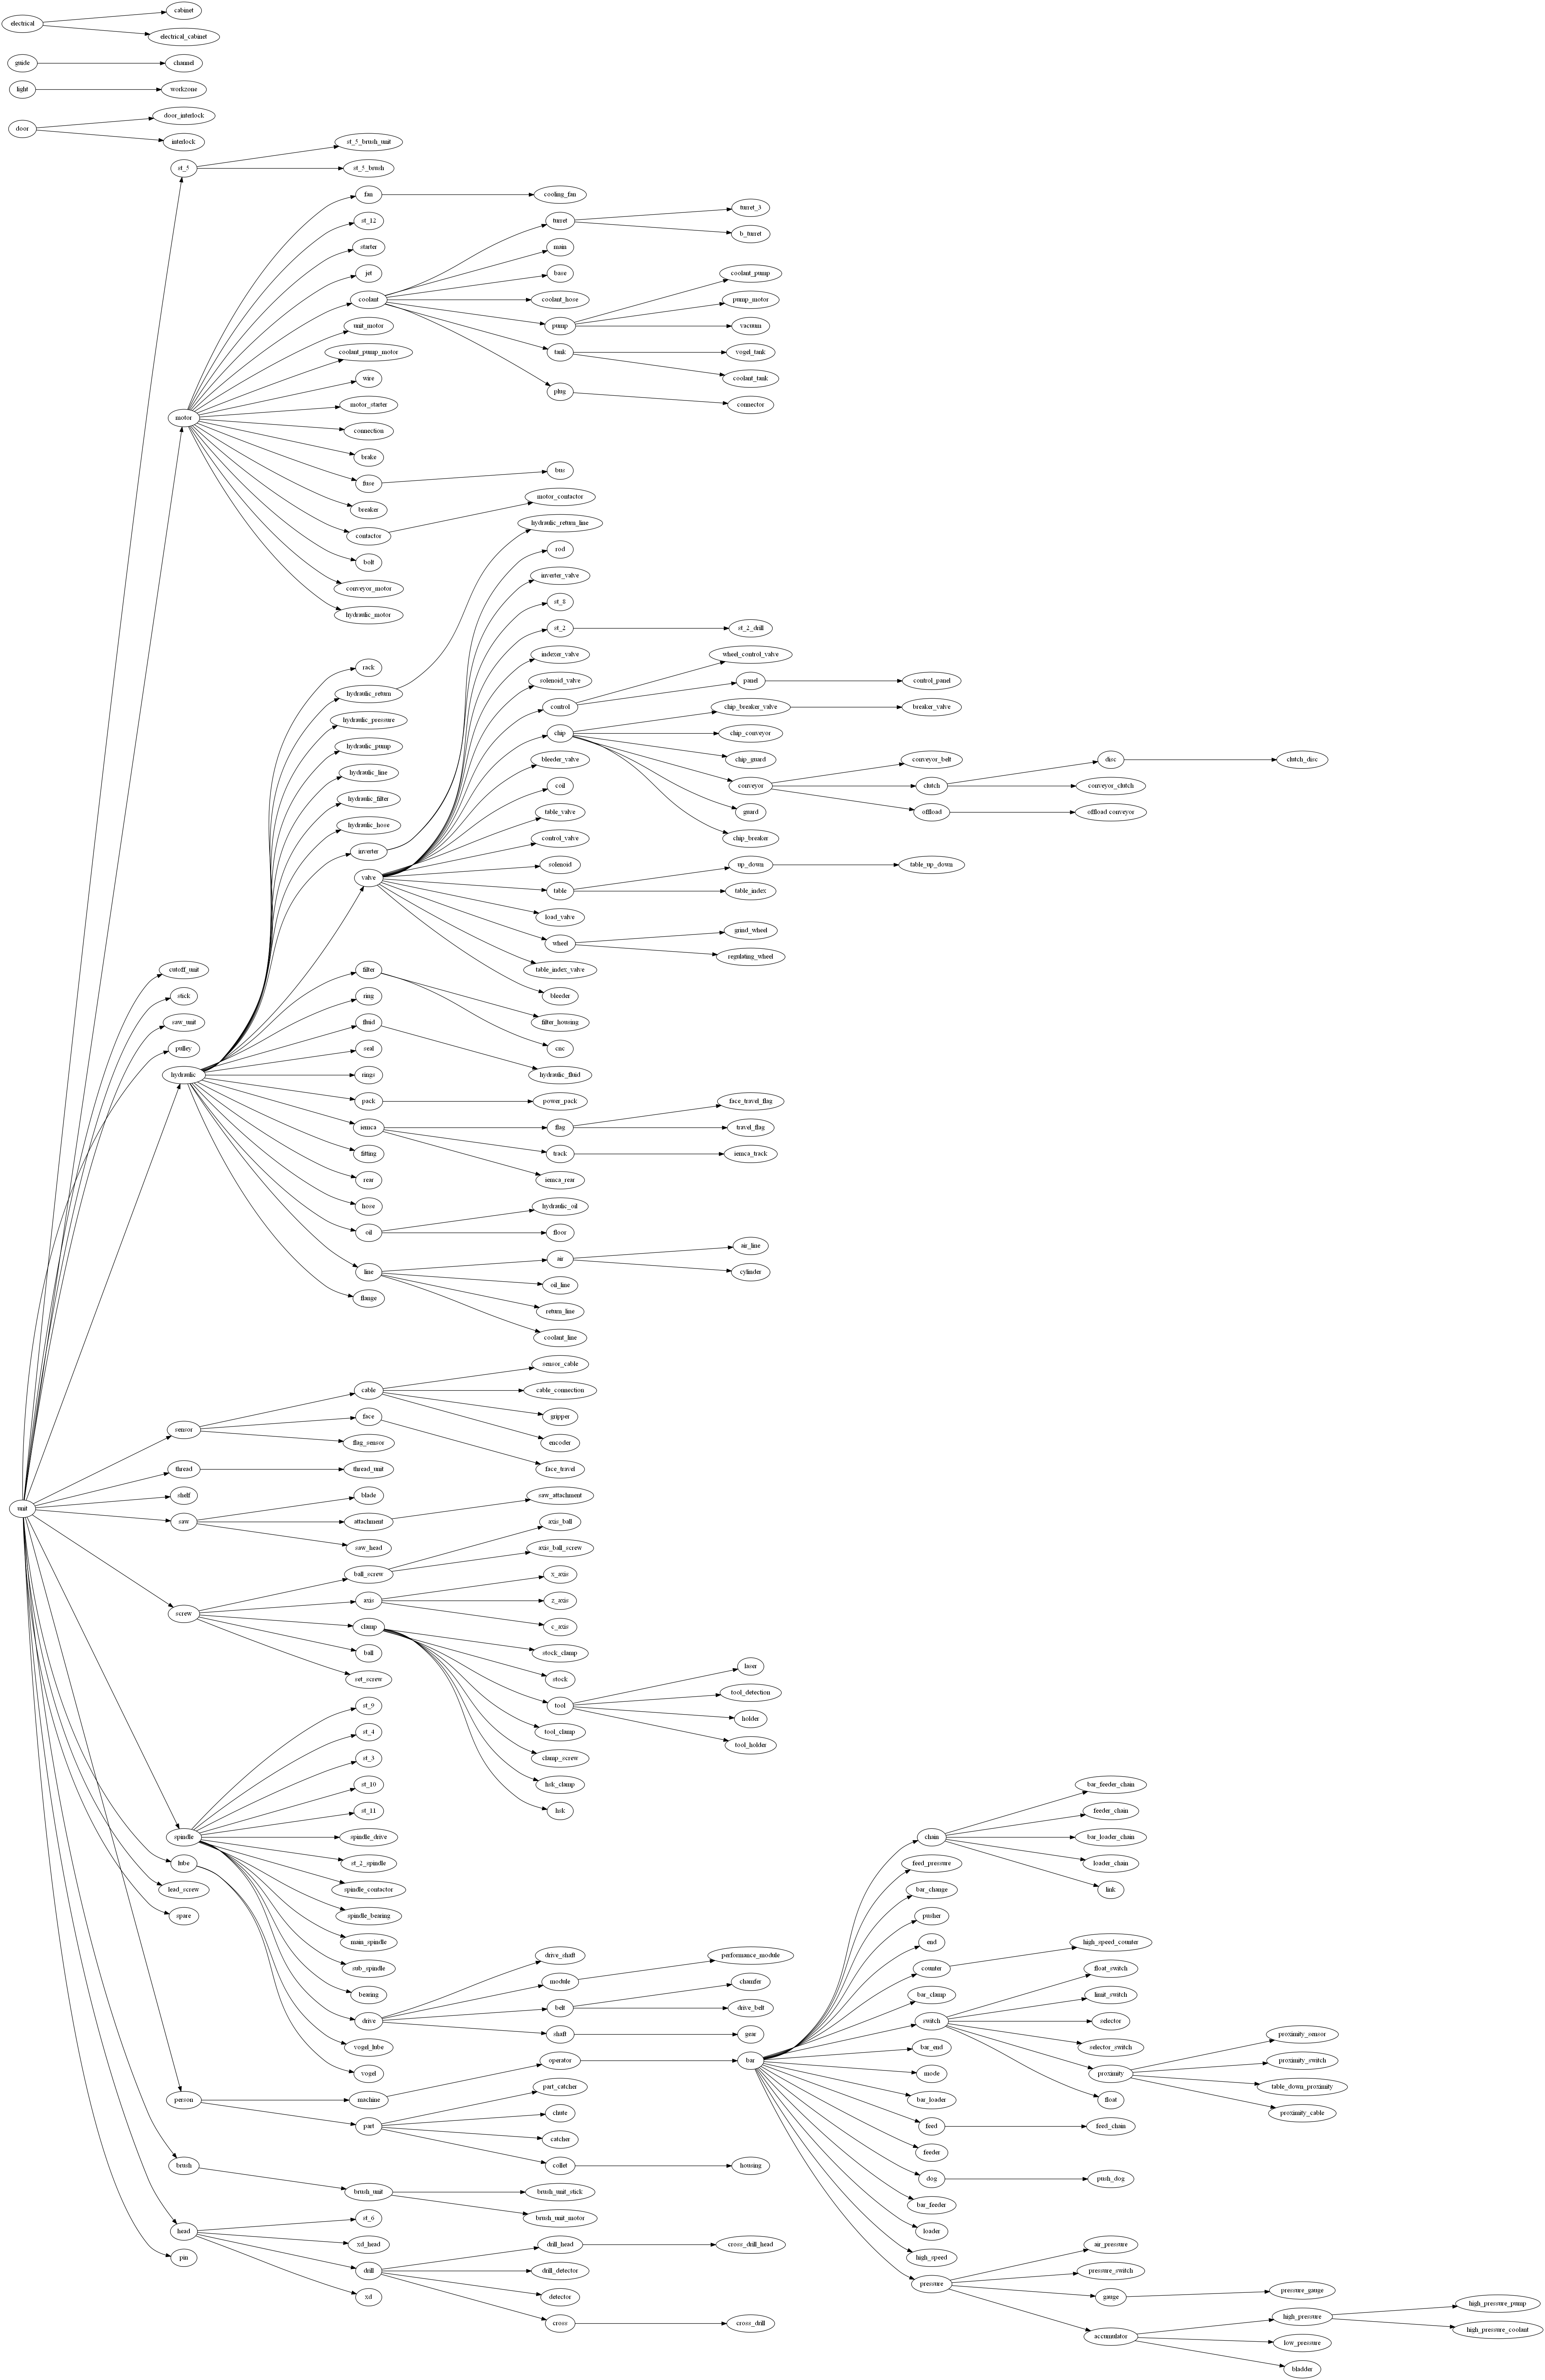 electrical
cabinet
electrical_cabinet
guide
channel
light
workzone
door
door_interlock
interlock
st_5
st_5_brush_unit
st_5_brush
motor
fan
cooling_fan
st_12
starter
jet
coolant
turret
turret_3
b_turret
main
base
coolant_hose
pump
coolant_pump
pump_motor
vacuum
tank
vogel_tank
coolant_tank
plug
connector
unit_motor
coolant_pump_motor
wire
motor_starter
connection
brake
fuse
bus
breaker
contactor
motor_contactor
bolt
conveyor_motor
hydraulic_motor
cutoff_unit
stick
saw_unit
pulley
hydraulic
rack
hydraulic_return
hydraulic_return_line
hydraulic_pressure
hydraulic_pump
hydraulic_line
hydraulic_filter
hydraulic_hose
inverter
valve
rod
inverter_valve
st_8
st_2
st_2_drill
indexer_valve
solenoid_valve
control
wheel_control_valve
panel
control_panel
chip
chip_breaker_valve
breaker_valve
chip_conveyor
chip_guard
conveyor
conveyor_belt
clutch
disc
clutch_disc
conveyor_clutch
offload
offload conveyor
guard
chip_breaker
bleeder_valve
coil
table_valve
control_valve
solenoid
table
up_down
table_up_down
table_index
load_valve
wheel
grind_wheel
regulating_wheel
table_index_valve
bleeder
filter
filter_housing
cnc
ring
fluid
hydraulic_fluid
seal
rings
pack
power_pack
iemca
flag
face_travel_flag
travel_flag
track
iemca_track
iemca_rear
fitting
rear
hose
oil
hydraulic_oil
floor
line
air
air_line
cylinder
oil_line
return_line
coolant_line
flange
unit
sensor
cable
sensor_cable
cable_connection
gripper
encoder
face
face_travel
flag_sensor
thread
thread_unit
shelf
saw
blade
attachment
saw_attachment
saw_head
screw
ball_screw
axis_ball
axis_ball_screw
axis
x_axis
z_axis
c_axis
clamp
stock_clamp
stock
tool
laser
tool_detection
holder
tool_holder
tool_clamp
clamp_screw
hsk_clamp
hsk
ball
set_screw
spindle
st_9
st_4
st_3
st_10
st_11
spindle_drive
st_2_spindle
spindle_contactor
spindle_bearing
main_spindle
sub_spindle
bearing
drive
drive_shaft
module
performance_module
belt
chamfer
drive_belt
shaft
gear
lube
vogel_lube
vogel
lead_screw
spare
person
machine
operator
bar
chain
bar_feeder_chain
feeder_chain
bar_loader_chain
loader_chain
link
feed_pressure
bar_change
pusher
end
counter
high_speed_counter
bar_clamp
switch
float_switch
limit_switch
selector
selector_switch
proximity
proximity_sensor
proximity_switch
table_down_proximity
proximity_cable
float
bar_end
mode
bar_loader
feed
feed_chain
feeder
dog
push_dog
bar_feeder
loader
high_speed
pressure
air_pressure
pressure_switch
gauge
pressure_gauge
accumulator
high_pressure
high_pressure_pump
high_pressure_coolant
low_pressure
bladder
part
part_catcher
chute
catcher
collet
housing
brush
brush_unit
brush_unit_stick
brush_unit_motor
head
st_6
xd_head
drill
drill_head
cross_drill_head
drill_detector
detector
cross
cross_drill
xd
pin